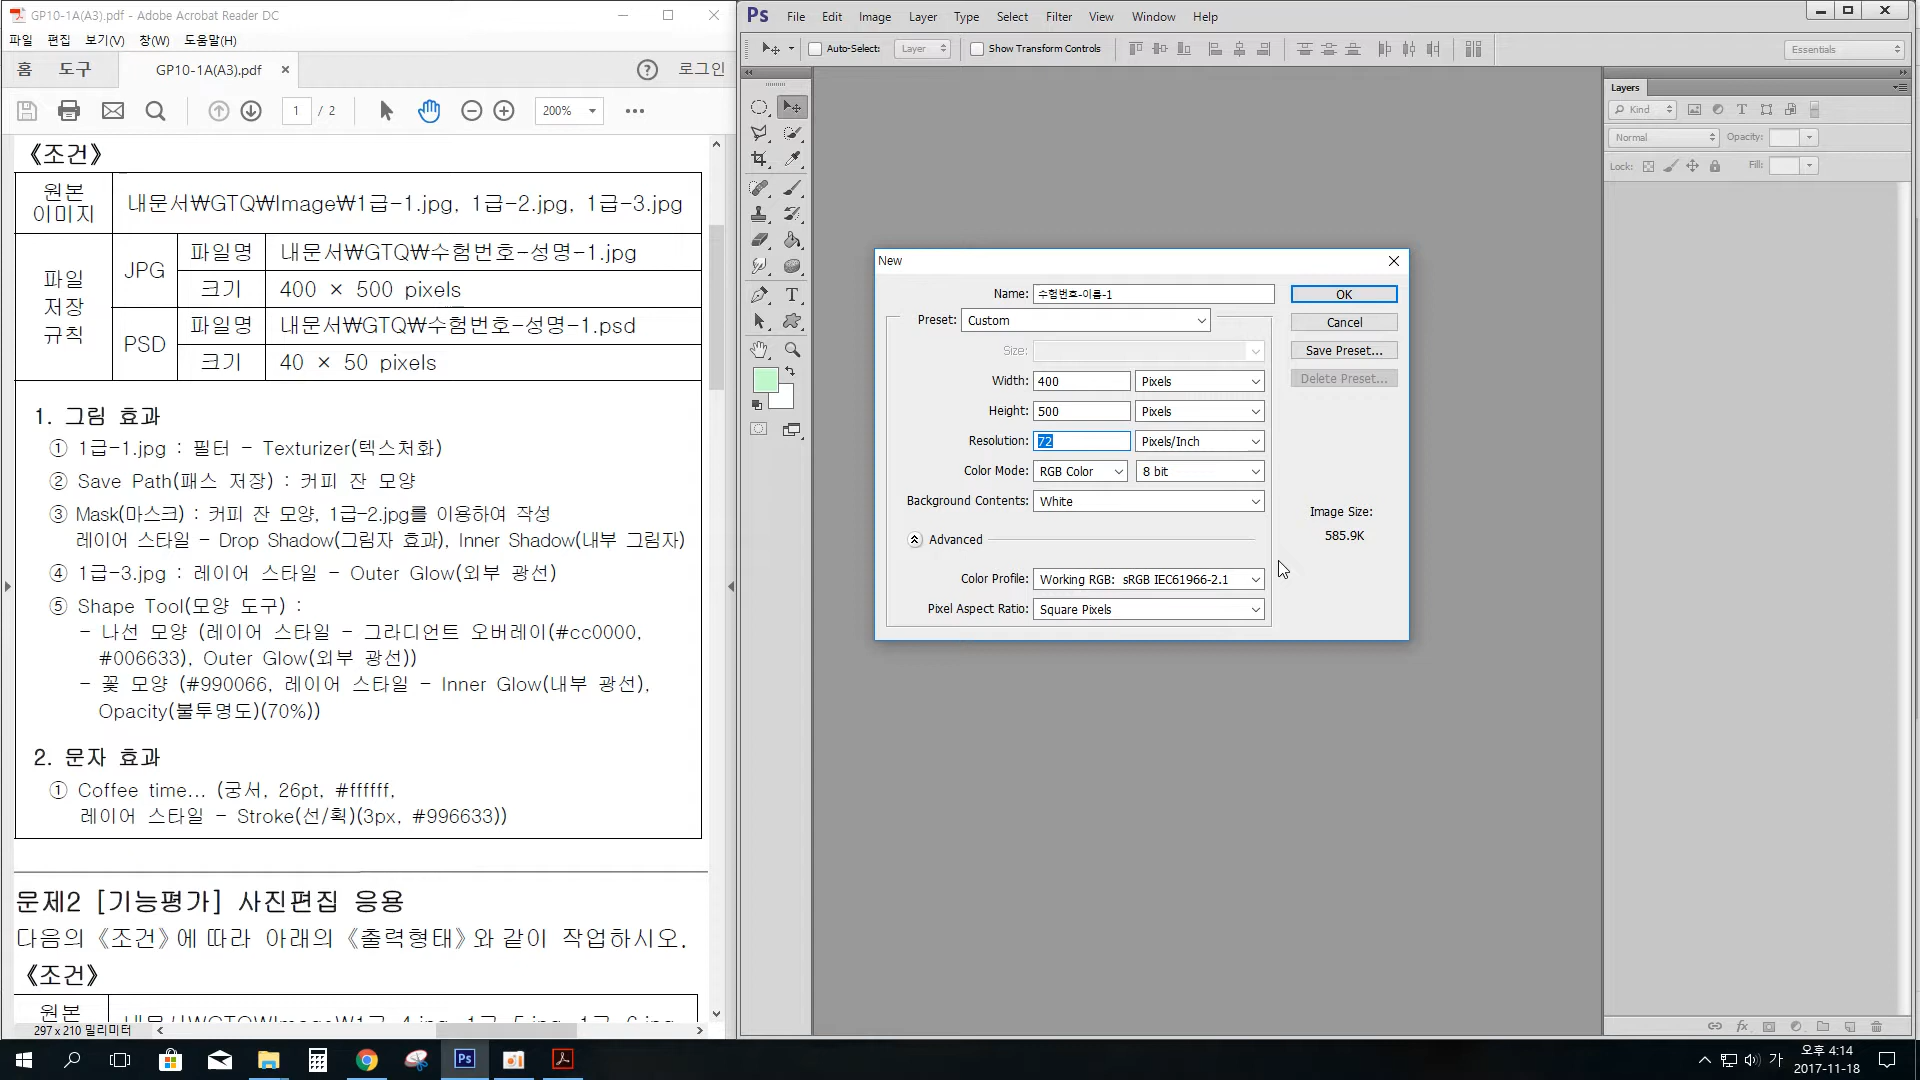 GP10-1A(A3).pdf - Adobe Acrobat Reader DC
파일 편집 보기(V) 창(W) 도움말(H)
홈 도구 GP10-1A(A3).pdf 로그인
1 / 2 200%
《조건》
원본
이미지
내문서₩GTQ₩Image₩1급-1.jpg, 1급-2.jpg, 1급-3.jpg
파일
저장
규칙
JPG
파일명 내문서₩GTQ₩수험번호-성명-1.jpg
크기 400 × 500 pixels
PSD
파일명 내문서₩GTQ₩수험번호-성명-1.psd
크기 40 × 50 pixels
1. 그림 효과
① 1급-1.jpg : 필터 - Texturizer(텍스처화)
② Save Path(패스 저장) : 커피 잔 모양
③ Mask(마스크) : 커피 잔 모양, 1급-2.jpg를 이용하여 작성
레이어 스타일 - Drop Shadow(그림자 효과), Inner Shadow(내부 그림자)
④ 1급-3.jpg : 레이어 스타일 - Outer Glow(외부 광선)
⑤ Shape Tool(모양 도구) :
- 나선 모양 (레이어 스타일 - 그라디언트 오버레이(#cc0000,
#006633), Outer Glow(외부 광선))
- 꽃 모양 (#990066, 레이어 스타일 - Inner Glow(내부 광선),
Opacity(불투명도)(70%))
2. 문자 효과
① Coffee time... (궁서, 26pt, #ffffff,
레이어 스타일 - Stroke(선/획)(3px, #996633))
문제2 [기능평가] 사진편집 응용
다음의 《조건》에 따라 아래의 《출력형태》와 같이 작업하시오.
《조건》
원본
내문서₩GTQ₩Image₩1급-4.jpg, 1급-5.jpg, 1급-6.jpg
297 x 210 밀리미터
Ps File Edit Image Layer Type Select Filter View Window Help
Auto-Select: Layer Show Transform Controls Essentials
New
Name: 수험번호-이름-1
Preset: Custom
Size:
Width: 400 Pixels
Height: 500 Pixels
Resolution: 72 Pixels/Inch
Color Mode: RGB Color 8 bit
Background Contents: White
Advanced
Color Profile: Working RGB: sRGB IEC61966-2.1
Pixel Aspect Ratio: Square Pixels
OK
Cancel
Save Preset...
Delete Preset...
Image Size:
585.9K
Layers
Kind
Normal Opacity:
Lock: Fill:
가
오후 4:14
2017-11-18